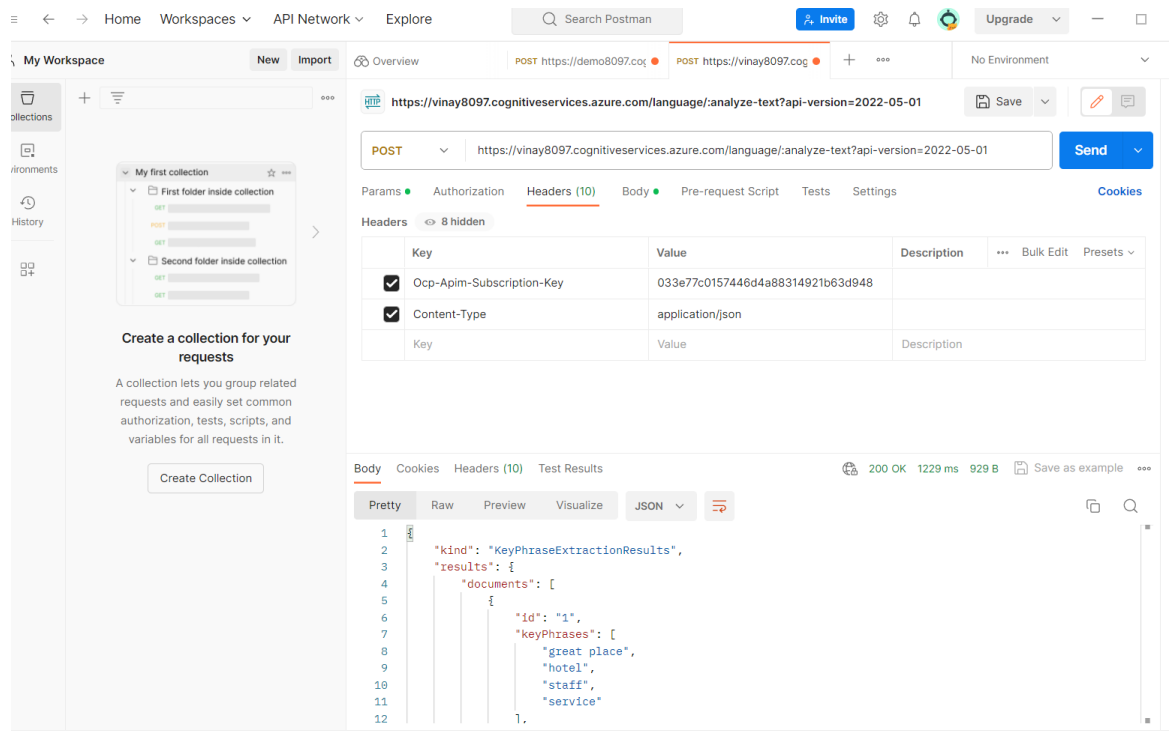 Home Workspaces API Network Explore Search Postman Invite Upgrade
My Workspace New Import Overview POST https://demo8097.cog POST https://vinay8097.cog No Environment
ollections
https://vinay8097.cognitiveservices.azure.com/language/:analyze-text?api-version=2022-05-01 Save
vironments
History
POST https://vinay8097.cognitiveservices.azure.com/language/:analyze-text?api-version=2022-05-01 Send
Params Authorization Headers (10) Body Pre-request Script Tests Settings Cookies
Headers 8 hidden
Key Value Description Bulk Edit Presets
Ocp-Apim-Subscription-Key 033e77c0157446d4a88314921b63d948
Content-Type application/json
Key Value Description
My first collection
First folder inside collection
GET
POST
GET
Second folder inside collection
GET
GET
Create a collection for your
requests
A collection lets you group related
requests and easily set common
authorization, tests, scripts, and
variables for all requests in it.
Create Collection
Body Cookies Headers (10) Test Results 200 OK 1229 ms 929 B Save as example
Pretty Raw Preview Visualize JSON
1 {
2 "kind": "KeyPhraseExtractionResults",
3 "results": {
4 "documents": [
5 {
6 "id": "1",
7 "keyPhrases": [
8 "great place",
9 "hotel",
10 "staff",
11 "service"
12 ],